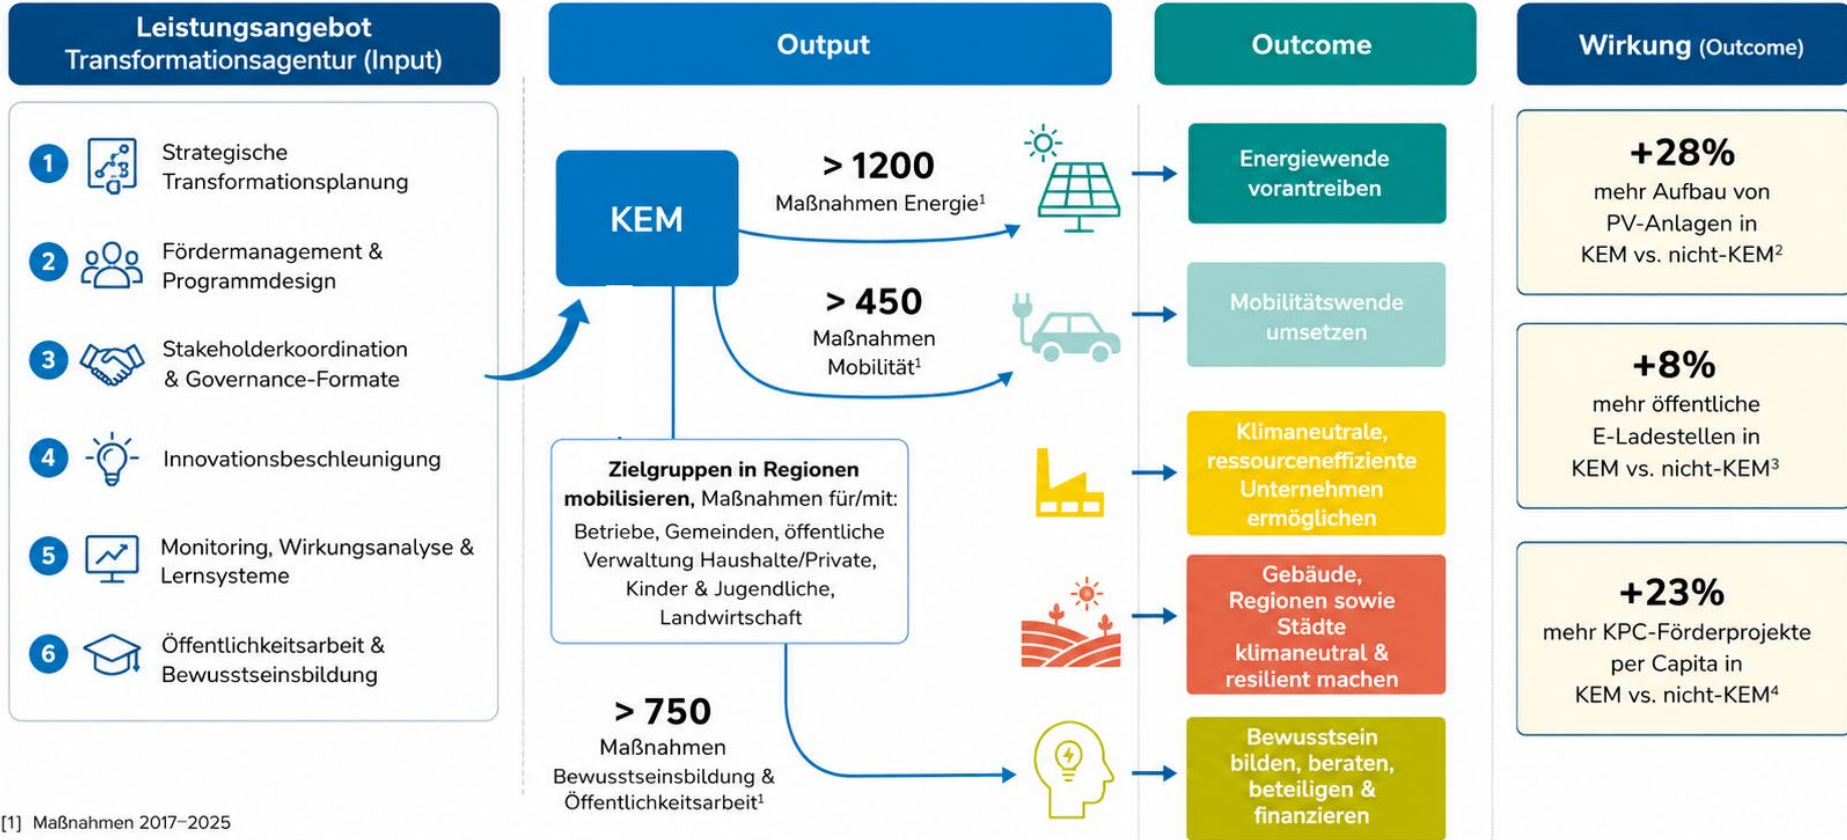 Leistungsangebot
Transformationsagentur (Input)
1
Strategische
Transformationsplanung
2
Fördermanagement &
Programmdesign
3
Stakeholderkoordination
& Governance-Formate
4
Innovationsbeschleunigung
5
Monitoring, Wirkungsanalyse &
Lernsysteme
6
Öffentlichkeitsarbeit &
Bewusstseinsbildung
Output
KEM
> 1200
Maßnahmen Energie¹
> 450
Maßnahmen
Mobilität¹
Zielgruppen in Regionen
mobilisieren, Maßnahmen für/mit:
Betriebe, Gemeinden, öffentliche
Verwaltung Haushalte/Private,
Kinder & Jugendliche,
Landwirtschaft
> 750
Maßnahmen
Bewusstseinsbildung &
Öffentlichkeitsarbeit¹
Outcome
Energiewende
vorantreiben
Mobilitätswende
umsetzen
Klimaneutrale,
ressourceneffiziente
Unternehmen
ermöglichen
Gebäude,
Regionen sowie
Städte
klimaneutral &
resilient machen
Bewusstsein
bilden, beraten,
beteiligen &
finanzieren
Wirkung (Outcome)
+28%
mehr Aufbau von
PV-Anlagen in
KEM vs. nicht-KEM²
+8%
mehr öffentliche
E-Ladestellen in
KEM vs. nicht-KEM³
+23%
mehr KPC-Förderprojekte
per Capita in
KEM vs. nicht-KEM⁴
[1] Maßnahmen 2017–2025